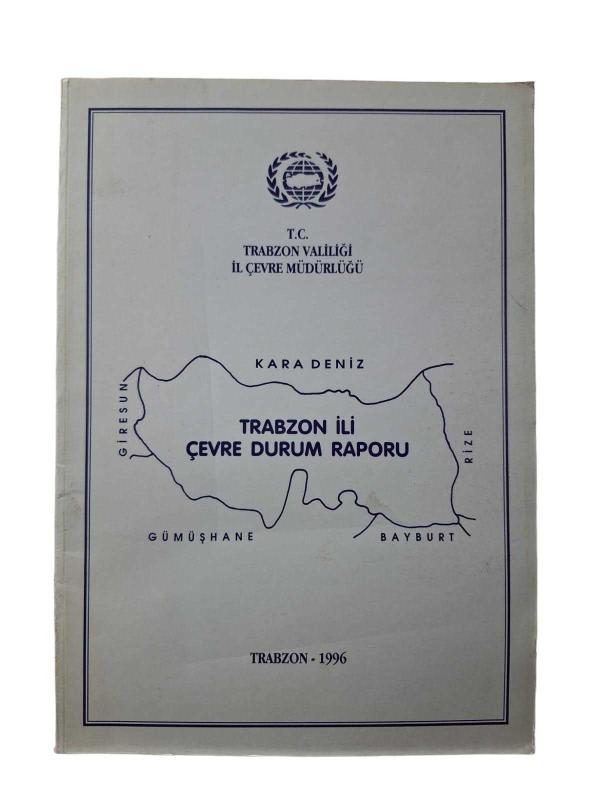 T.C.
TRABZON VALİLİĞİ
İL ÇEVRE MÜDÜRLÜĞÜ
KARA DENİZ
GİRESUN
TRABZON İLİ
ÇEVRE DURUM RAPORU
RİZE
GÜMÜŞHANE
BAYBURT
TRABZON - 1996